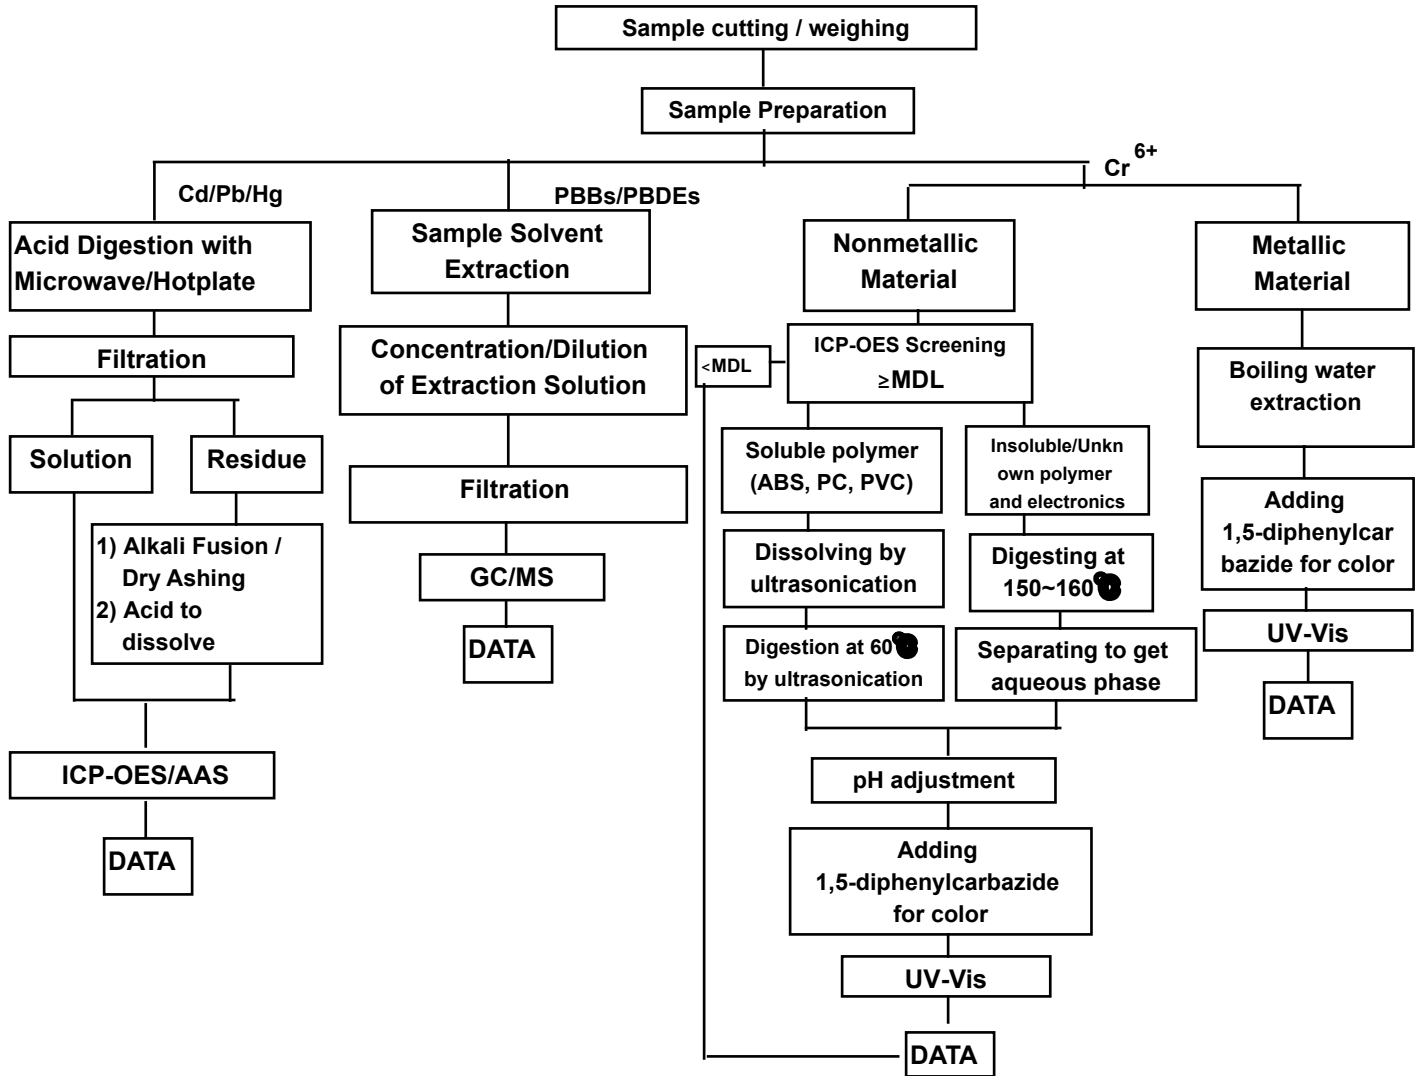 Sample cutting / weighing
Sample Preparation
Cd/Pb/Hg
Acid Digestion with
Microwave/Hotplate
Filtration
Solution
Residue
1) Alkali Fusion /
Dry Ashing
2) Acid to
dissolve
ICP-OES/AAS
DATA
PBBs/PBDEs
Sample Solvent
Extraction
Concentration/Dilution
of Extraction Solution
Filtration
GC/MS
DATA
Cr 6+
Nonmetallic
Material
ICP-OES Screening
≥MDL
<MDL
Soluble polymer
(ABS, PC, PVC)
Dissolving by
ultrasonication
Digestion at 60
by ultrasonication
Insoluble/Unkn
own polymer
and electronics
Digesting at
150~160
Separating to get
aqueous phase
pH adjustment
Adding
1,5-diphenylcarbazide
for color
UV-Vis
DATA
Metallic
Material
Boiling water
extraction
Adding
1,5-diphenylcar
bazide for color
UV-Vis
DATA